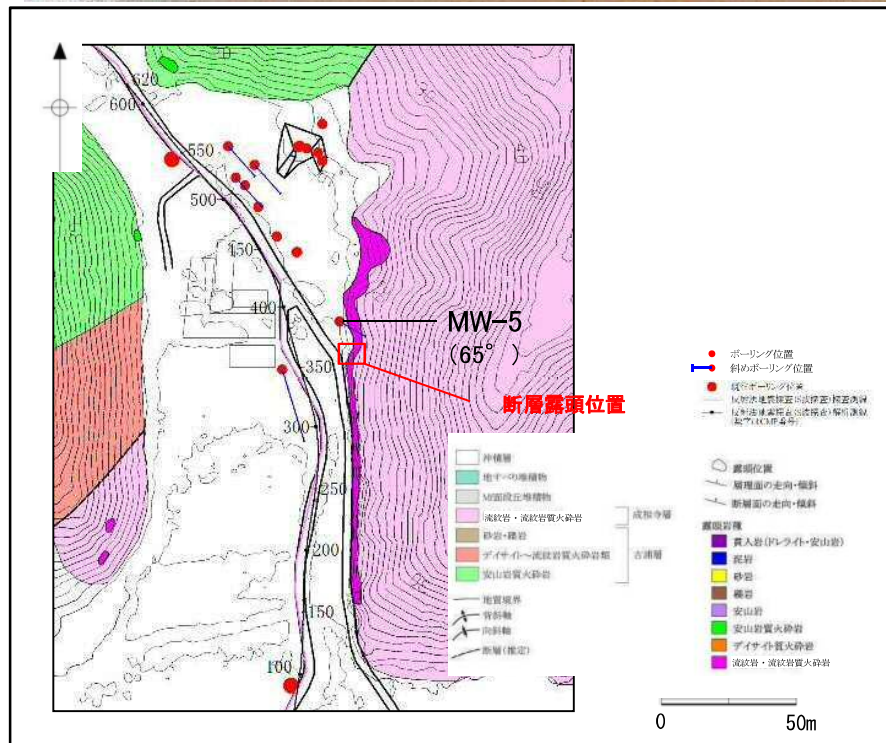 620
600
550
500
450
400
350
300
250
200
150
100
MW-5
(65°)
断層露頭位置
ボーリング位置
斜めボーリング位置
既存ボーリング位置
沖積層
地すべり堆積物
流紋岩・流紋岩質火砕岩
砂岩・礫岩
デイサイト～流紋岩質火砕岩類
安山岩質火砕岩
成相寺層
古浦層
地質境界
背斜軸
向斜軸
断層(推定)
露頭位置
層理面の走向・傾斜
断層面の走向・傾斜
露頭岩種
貫入岩(ドレライト・安山岩)
泥岩
砂岩
礫岩
安山岩
安山岩質火砕岩
デイサイト質火砕岩
流紋岩・流紋岩質火砕岩
0 50m